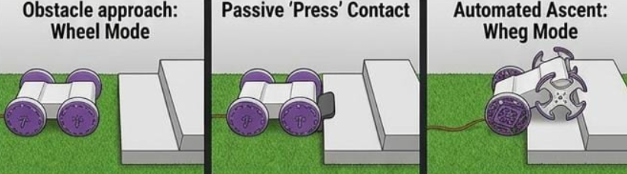 Obstacle approach:
Wheel Mode
Passive ‘Press’ Contact
Automated Ascent:
Wheg Mode